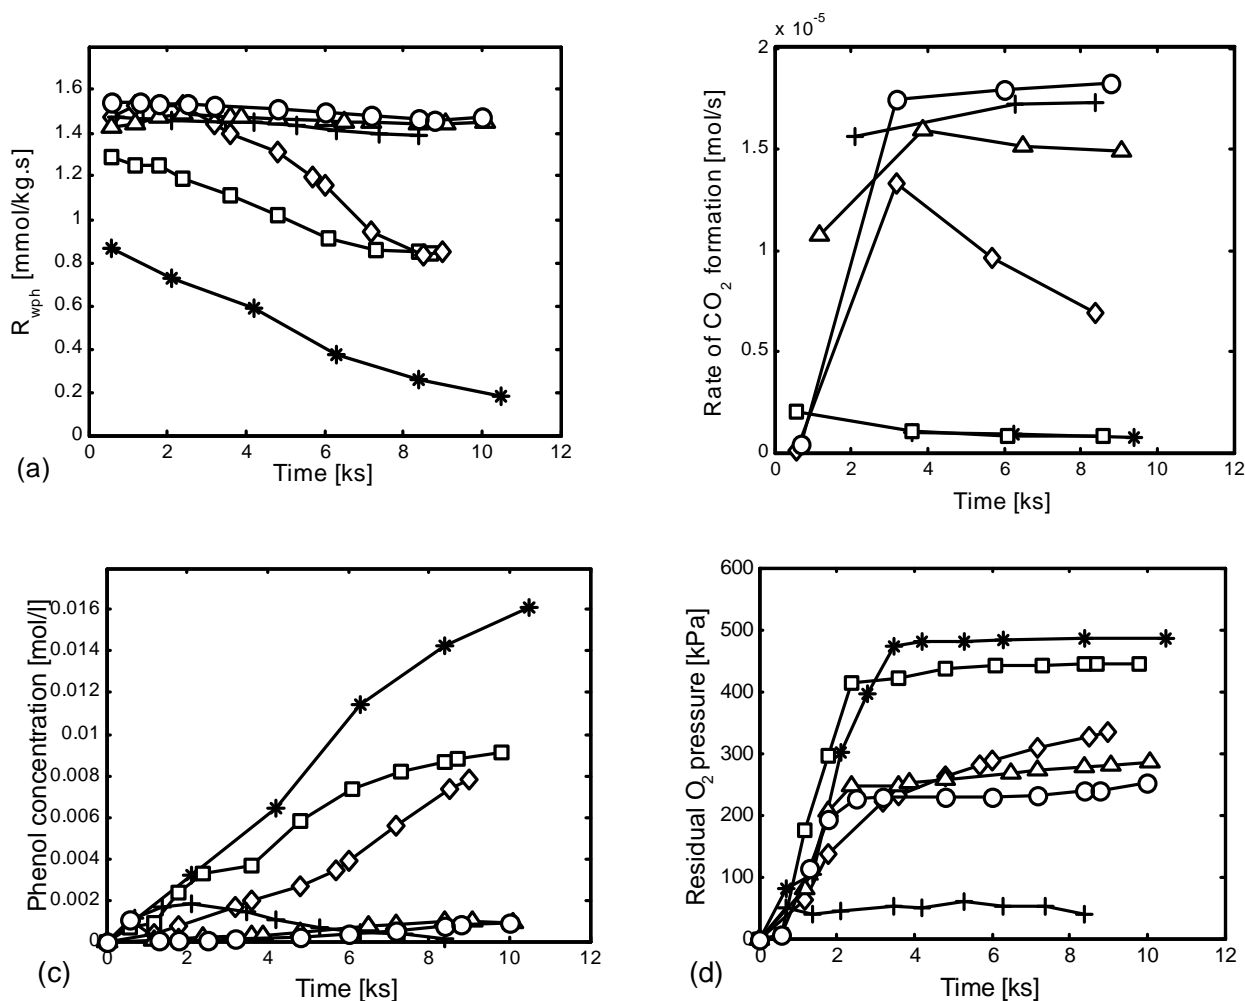 1.6
1.4
1.2
1
0.8
0.6
0.4
0.2
0
R_wph [mmol/kg.s]
0 2 4 6 8 10 12
Time [ks]
(a)
x 10^-5
2
1.5
1
0.5
0
Rate of CO₂ formation [mol/s]
0 2 4 6 8 10 12
Time [ks]
0.016
0.014
0.012
0.01
0.008
0.006
0.004
0.002
0
Phenol concentration [mol/l]
0 2 4 6 8 10 12
Time [ks]
(c)
600
500
400
300
200
100
0
Residual O₂ pressure [kPa]
0 2 4 6 8 10 12
Time [ks]
(d)